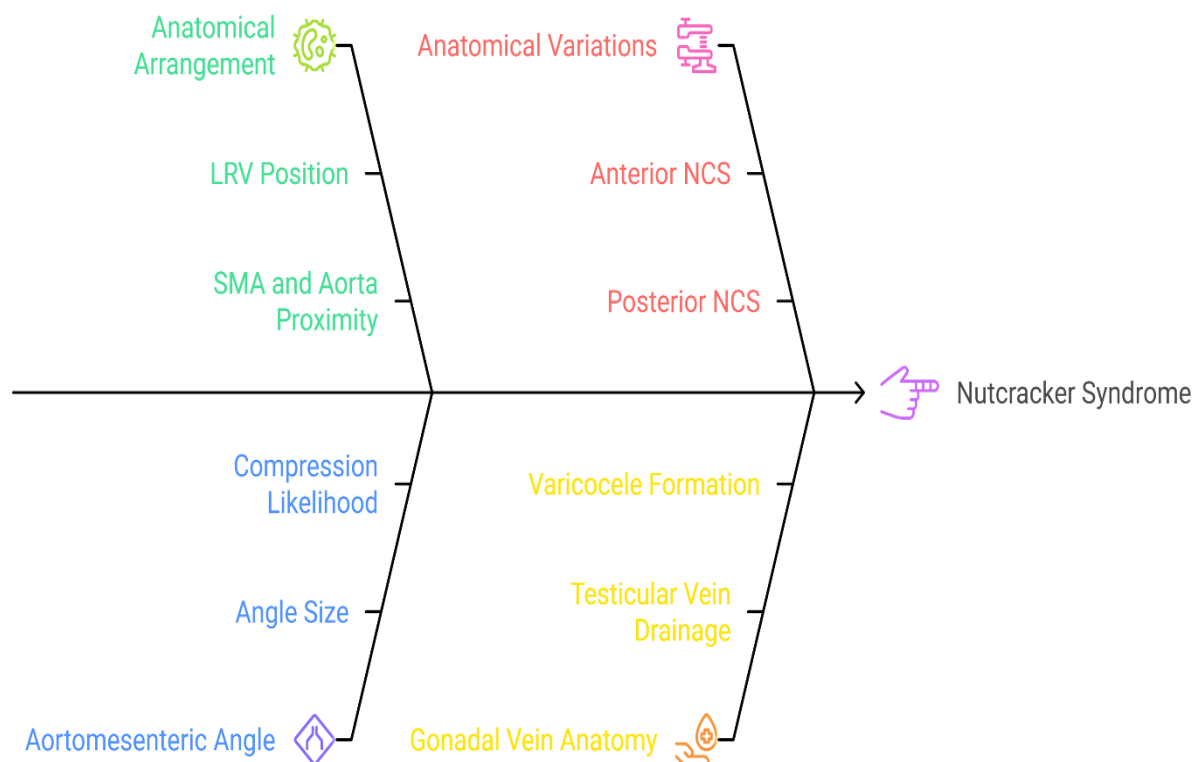 Anatomical
Arrangement
Anatomical Variations
LRV Position
Anterior NCS
SMA and Aorta
Proximity
Posterior NCS
Nutcracker Syndrome
Compression
Likelihood
Varicocele Formation
Angle Size
Testicular Vein
Drainage
Aortomesenteric Angle
Gonadal Vein Anatomy